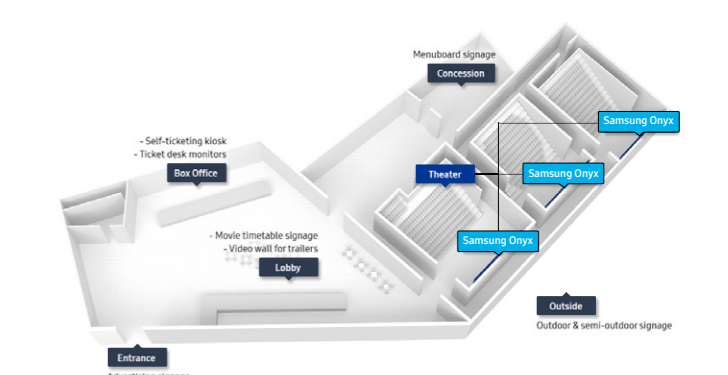 Menuboard signage
Concession
Samsung Onyx
- Self-ticketing kiosk
- Ticket desk monitors
Box Office
Theater
Samsung Onyx
- Movie timetable signage
- Video wall for trailers
Lobby
Samsung Onyx
Outside
Outdoor & semi-outdoor signage
Entrance